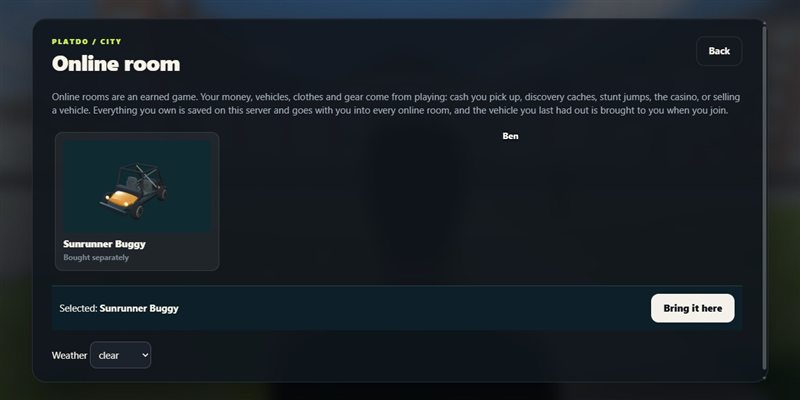 PLATDO / CITY
Online room
Back
Online rooms are an earned game. Your money, vehicles, clothes and gear come from playing: cash you pick up, discovery caches, stunt jumps, the casino, or selling
a vehicle. Everything you own is saved on this server and goes with you into every online room, and the vehicle you last had out is brought to you when you join.
Ben
Sunrunner Buggy
Bought separately
Selected: Sunrunner Buggy
Bring it here
Weather clear